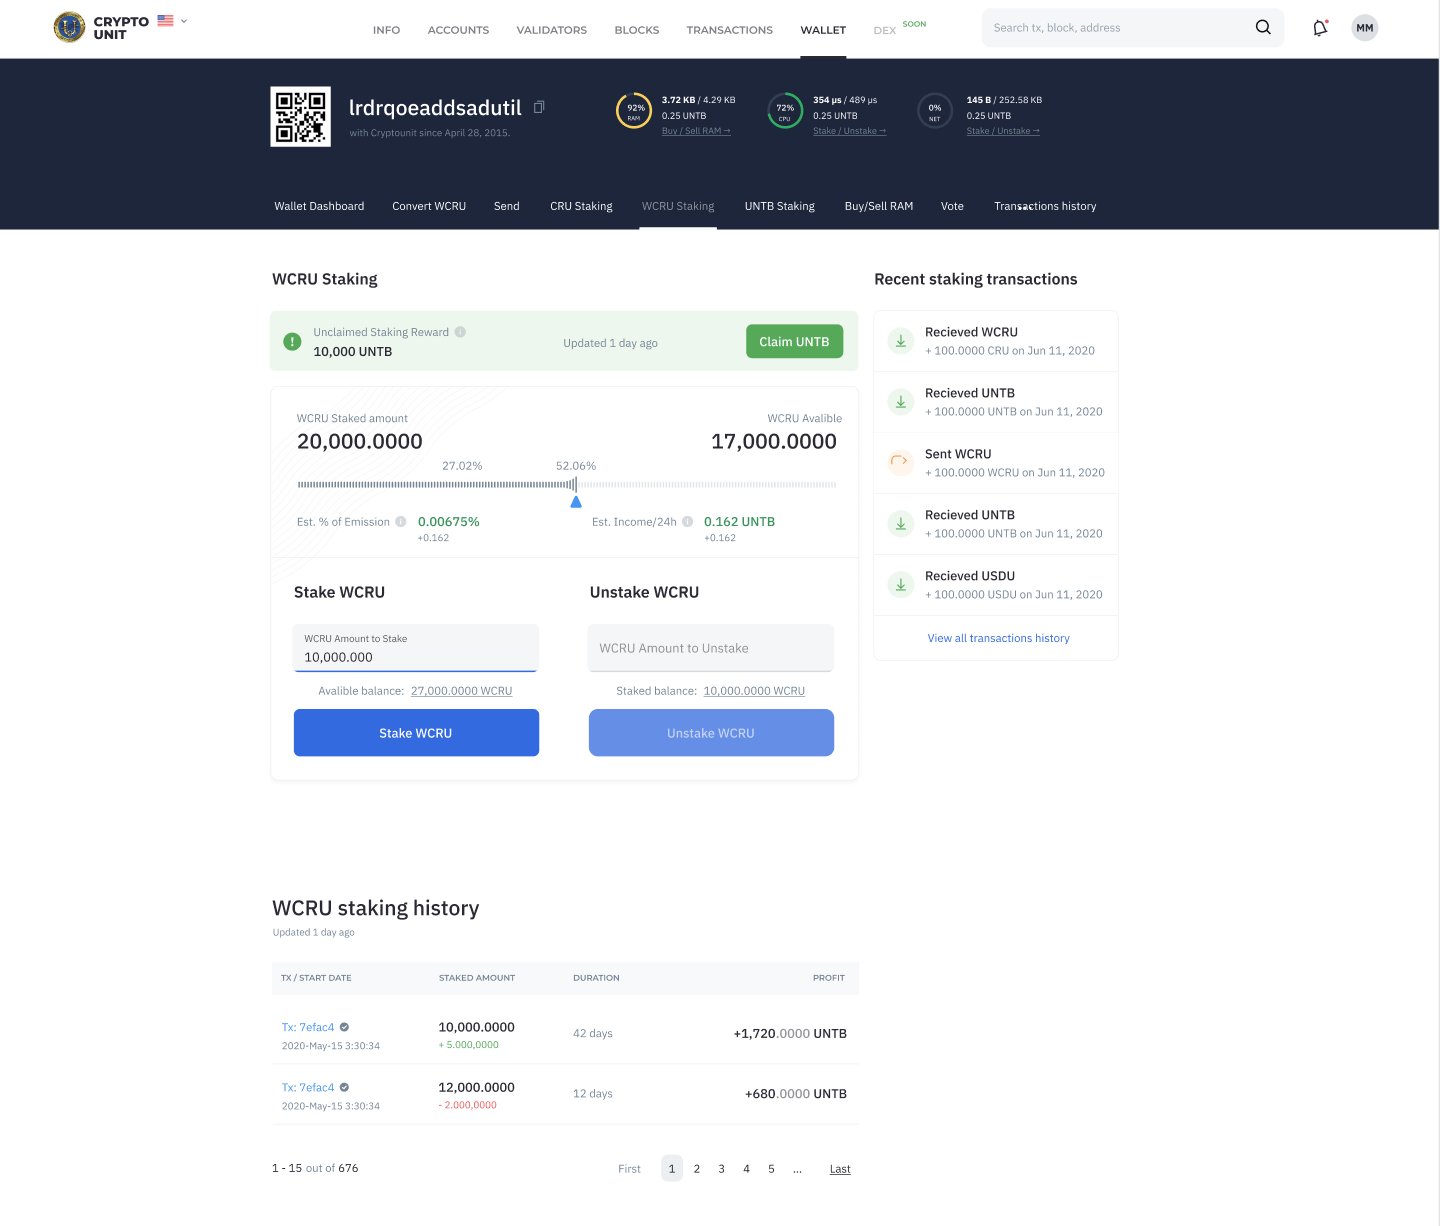 CRYPTO
UNIT
INFO
ACCOUNTS
VALIDATORS
BLOCKS
TRANSACTIONS
WALLET
DEX
SOON
Search tx, block, address
MM
lrdrqoeaddsadutil
with Cryptounit since April 28, 2015.
92%
RAM
3.72 KB / 4.29 KB
0.25 UNTB
Buy / Sell RAM →
72%
CPU
354 µs / 489 µs
0.25 UNTB
Stake / Unstake →
0%
NET
145 B / 252.58 KB
0.25 UNTB
Stake / Unstake →
Wallet Dashboard
Convert WCRU
Send
CRU Staking
WCRU Staking
UNTB Staking
Buy/Sell RAM
Vote
Transactions history
WCRU Staking
Unclaimed Staking Reward
10,000 UNTB
Updated 1 day ago
Claim UNTB
WCRU Staked amount
20,000.0000
WCRU Avalible
17,000.0000
27.02%
52.06%
Est. % of Emission
0.00675%
+0.162
Est. Income/24h
0.162 UNTB
+0.162
Stake WCRU
WCRU Amount to Stake
10,000.000
Avalible balance: 27,000.0000 WCRU
Stake WCRU
Unstake WCRU
WCRU Amount to Unstake
Staked balance: 10,000.0000 WCRU
Unstake WCRU
Recent staking transactions
Recieved WCRU
+ 100.0000 CRU on Jun 11, 2020
Recieved UNTB
+ 100.0000 UNTB on Jun 11, 2020
Sent WCRU
+ 100.0000 WCRU on Jun 11, 2020
Recieved UNTB
+ 100.0000 UNTB on Jun 11, 2020
Recieved USDU
+ 100.0000 USDU on Jun 11, 2020
View all transactions history
WCRU staking history
Updated 1 day ago
TX / START DATE
STAKED AMOUNT
DURATION
PROFIT
Tx: 7efac4
2020-May-15 3:30:34
10,000.0000
+ 5.000,0000
42 days
+1,720.0000 UNTB
Tx: 7efac4
2020-May-15 3:30:34
12,000.0000
- 2.000,0000
12 days
+680.0000 UNTB
1 - 15 out of 676
First 1 2 3 4 5 ... Last